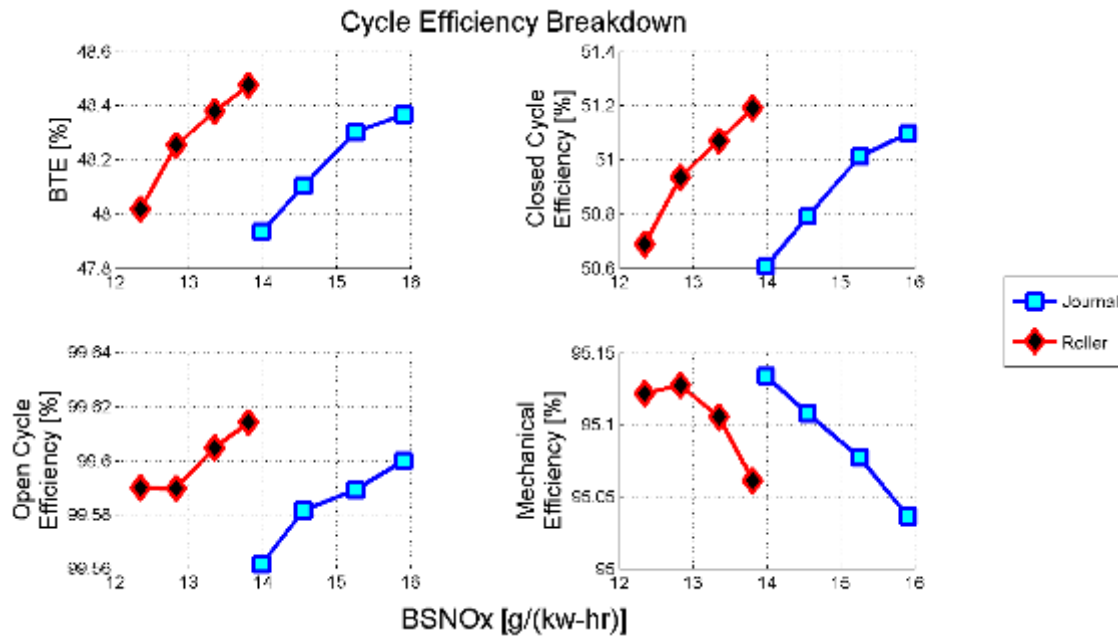 Cycle Efficiency Breakdown
BTE [%]
48.6
48.4
48.2
48
47.8
12 13 14 15 16
Closed Cycle
Efficiency [%]
51.4
51.2
51
50.8
50.6
12 13 14 15 16
Journal
Roller
Open Cycle
Efficiency [%]
99.64
99.62
99.6
99.58
99.56
12 13 14 15 16
Mechanical
Efficiency [%]
95.15
95.1
95.05
95
12 13 14 15 16
BSNOx [g/(kw-hr)]